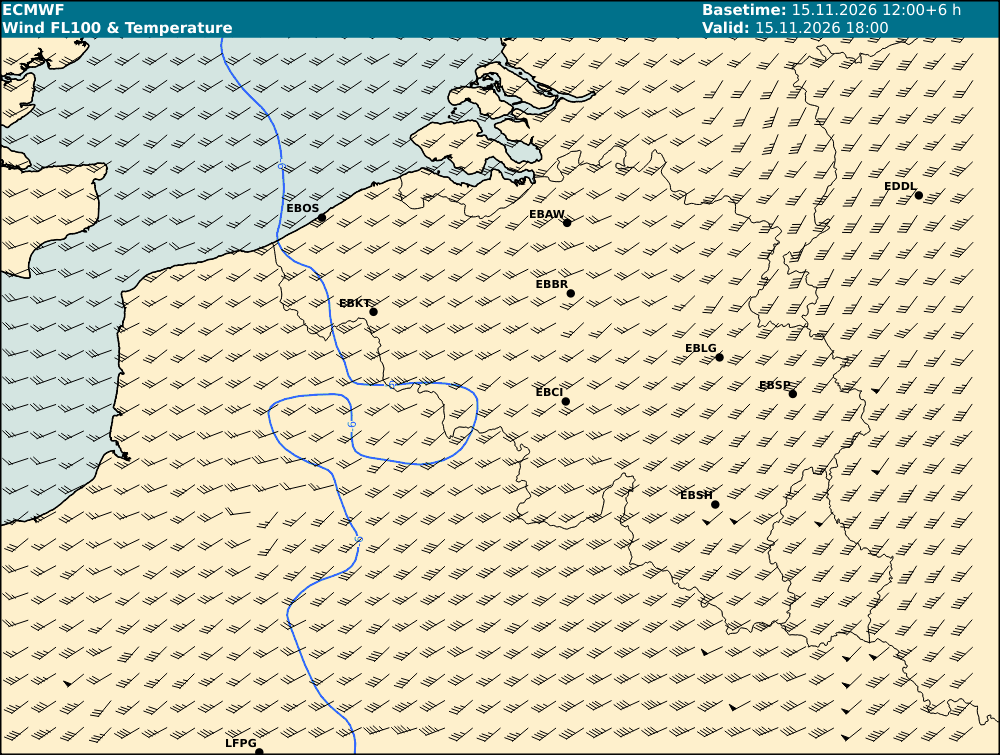 ECMWF
Basetime: 15.11.2026 12:00+6 h
Wind FL100 & Temperature
Valid: 15.11.2026 18:00
EDDL
EBOS
EBAW
EBBR
EBKT
EBLG
EBSP
EBCI
EBSH
LFPG